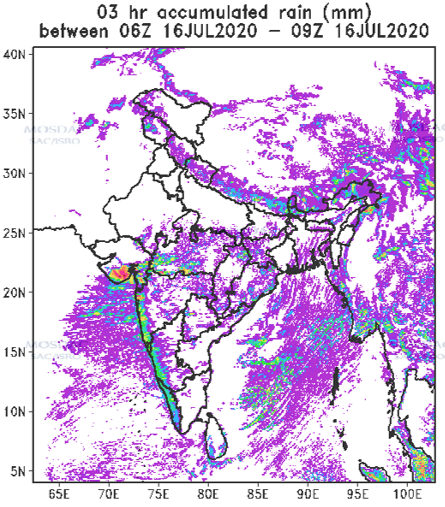 03 hr accumulated rain (mm)
between 06Z 16JUL2020 – 09Z 16JUL2020
40N
35N
MOSDAC
SAC/ISRO
30N
25N
20N
15N
SAC/ISRO
10N
5N
65E 70E 75E 80E 85E 90E 95E 100E